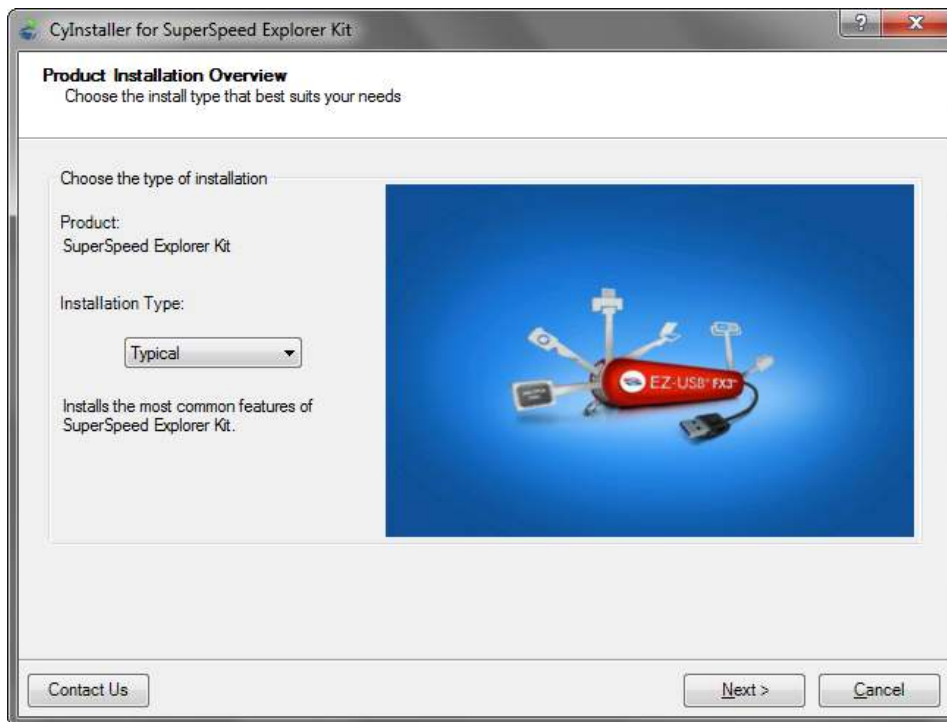 CyInstaller for SuperSpeed Explorer Kit
?
Product Installation Overview
Choose the install type that best suits your needs
Choose the type of installation
Product:
SuperSpeed Explorer Kit
Installation Type:
Typical
Installs the most common features of
SuperSpeed Explorer Kit.
EZ-USB™ FX3™
Contact Us
Next >
Cancel